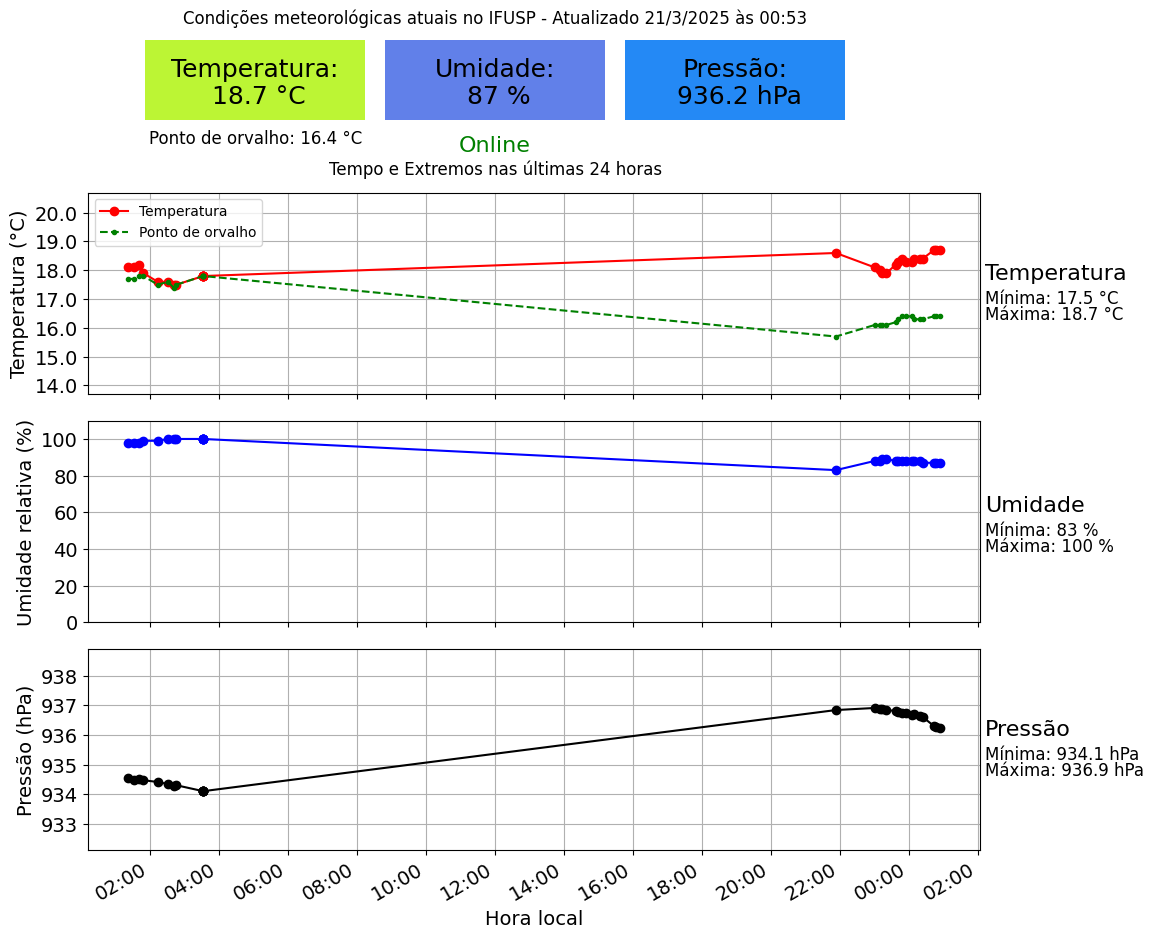 Condições meteorológicas atuais no IFUSP - Atualizado 21/3/2025 às 00:53
Temperatura:
18.7 °C
Umidade:
87 %
Pressão:
936.2 hPa
Ponto de orvalho: 16.4 °C
Online
Tempo e Extremos nas últimas 24 horas
Temperatura (°C)
20.0
19.0
18.0
17.0
16.0
15.0
14.0
Temperatura
Ponto de orvalho
Temperatura
Mínima: 17.5 °C
Máxima: 18.7 °C
Umidade relativa (%)
100
80
60
40
20
0
Umidade
Mínima: 83 %
Máxima: 100 %
Pressão (hPa)
938
937
936
935
934
933
Pressão
Mínima: 934.1 hPa
Máxima: 936.9 hPa
02:00
04:00
06:00
08:00
10:00
12:00
14:00
16:00
18:00
20:00
22:00
00:00
02:00
Hora local